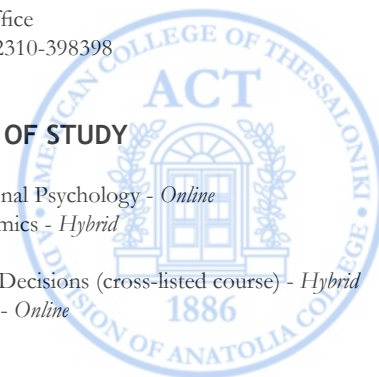 ffice
2310-398398
OF STUDY
nal Psychology - Online
mics - Hybrid
Decisions (cross-listed course) - Hybrid
- Online
AMERICAN COLLEGE OF THESSALONIKI
ACT
1886
• A DIVISION OF ANATOLIA COLLEGE •